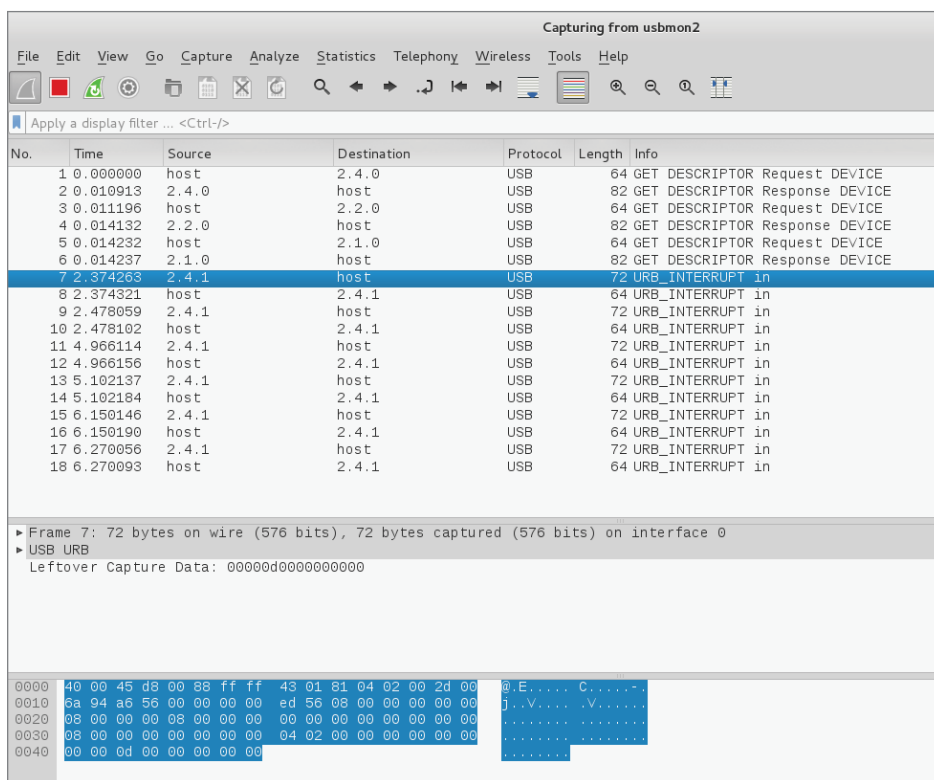 Capturing from usbmon2
File Edit View Go Capture Analyze Statistics Telephony Wireless Tools Help
Apply a display filter ... <Ctrl-/>
No. Time Source Destination Protocol Length Info
1 0.000000 host 2.4.0 USB 64 GET DESCRIPTOR Request DEVICE
2 0.010913 2.4.0 host USB 82 GET DESCRIPTOR Response DEVICE
3 0.011196 host 2.2.0 USB 64 GET DESCRIPTOR Request DEVICE
4 0.014132 2.2.0 host USB 82 GET DESCRIPTOR Response DEVICE
5 0.014232 host 2.1.0 USB 64 GET DESCRIPTOR Request DEVICE
6 0.014237 2.1.0 host USB 82 GET DESCRIPTOR Response DEVICE
7 2.374263 2.4.1 host USB 72 URB_INTERRUPT in
8 2.374321 host 2.4.1 USB 64 URB_INTERRUPT in
9 2.478059 2.4.1 host USB 72 URB_INTERRUPT in
10 2.478102 host 2.4.1 USB 64 URB_INTERRUPT in
11 4.966114 2.4.1 host USB 72 URB_INTERRUPT in
12 4.966156 host 2.4.1 USB 64 URB_INTERRUPT in
13 5.102137 2.4.1 host USB 72 URB_INTERRUPT in
14 5.102184 host 2.4.1 USB 64 URB_INTERRUPT in
15 6.150146 2.4.1 host USB 72 URB_INTERRUPT in
16 6.150190 host 2.4.1 USB 64 URB_INTERRUPT in
17 6.270056 2.4.1 host USB 72 URB_INTERRUPT in
18 6.270093 host 2.4.1 USB 64 URB_INTERRUPT in
Frame 7: 72 bytes on wire (576 bits), 72 bytes captured (576 bits) on interface 0
USB URB
Leftover Capture Data: 00000d0000000000
0000 40 00 45 d8 00 88 ff ff 43 01 81 04 02 00 2d 00 @.E..... C.....-.
0010 6a 94 a6 56 00 00 00 00 ed 56 08 00 00 00 00 00 j..V.... .V......
0020 08 00 00 00 08 00 00 00 00 00 00 00 00 00 00 00 ........ ........
0030 08 00 00 00 00 00 00 00 04 02 00 00 00 00 00 00 ........ ........
0040 00 00 0d 00 00 00 00 00 ........